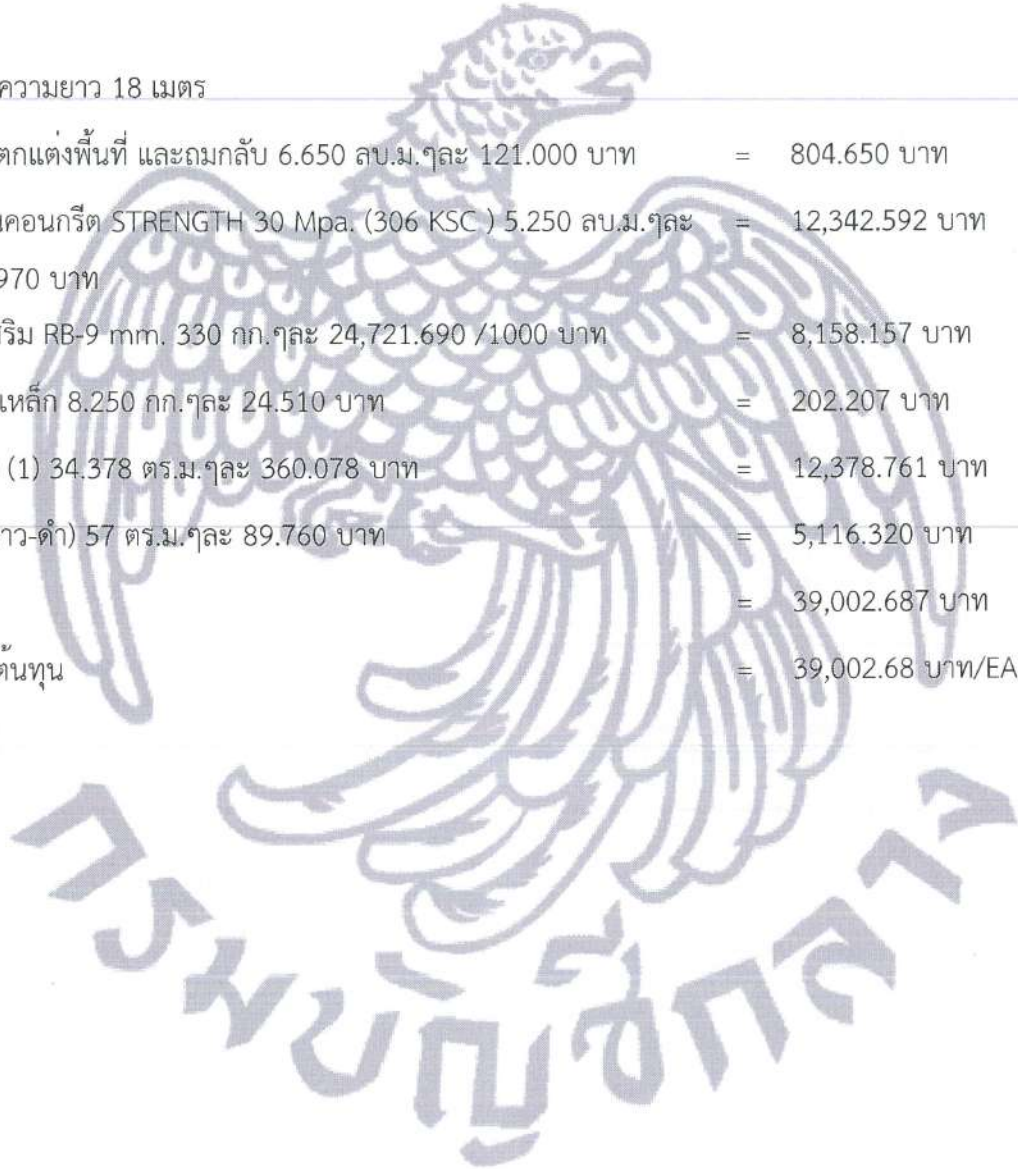 ความยาว 18 เมตร
ตกแต่งพื้นที่ และถมกลับ 6.650 ลบ.ม.ๆละ 121.000 บาท = 804.650 บาท
คอนกรีต STRENGTH 30 Mpa. (306 KSC ) 5.250 ลบ.ม.ๆละ = 12,342.592 บาท
970 บาท
ริม RB-9 mm. 330 กก.ๆละ 24,721.690 /1000 บาท = 8,158.157 บาท
เหล็ก 8.250 กก.ๆละ 24.510 บาท = 202.207 บาท
(1) 34.378 ตร.ม.ๆละ 360.078 บาท = 12,378.761 บาท
าว-ดำ) 57 ตร.ม.ๆละ 89.760 บาท = 5,116.320 บาท
= 39,002.687 บาท
ต้นทุน = 39,002.68 บาท/EA
กรมบัญชีกลาง